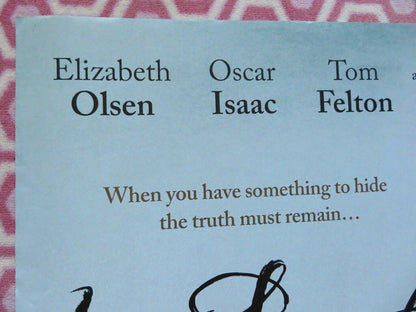 Elizabeth Oscar Tom a
Olsen Isaac Felton
When you have something to hide
the truth must remain…